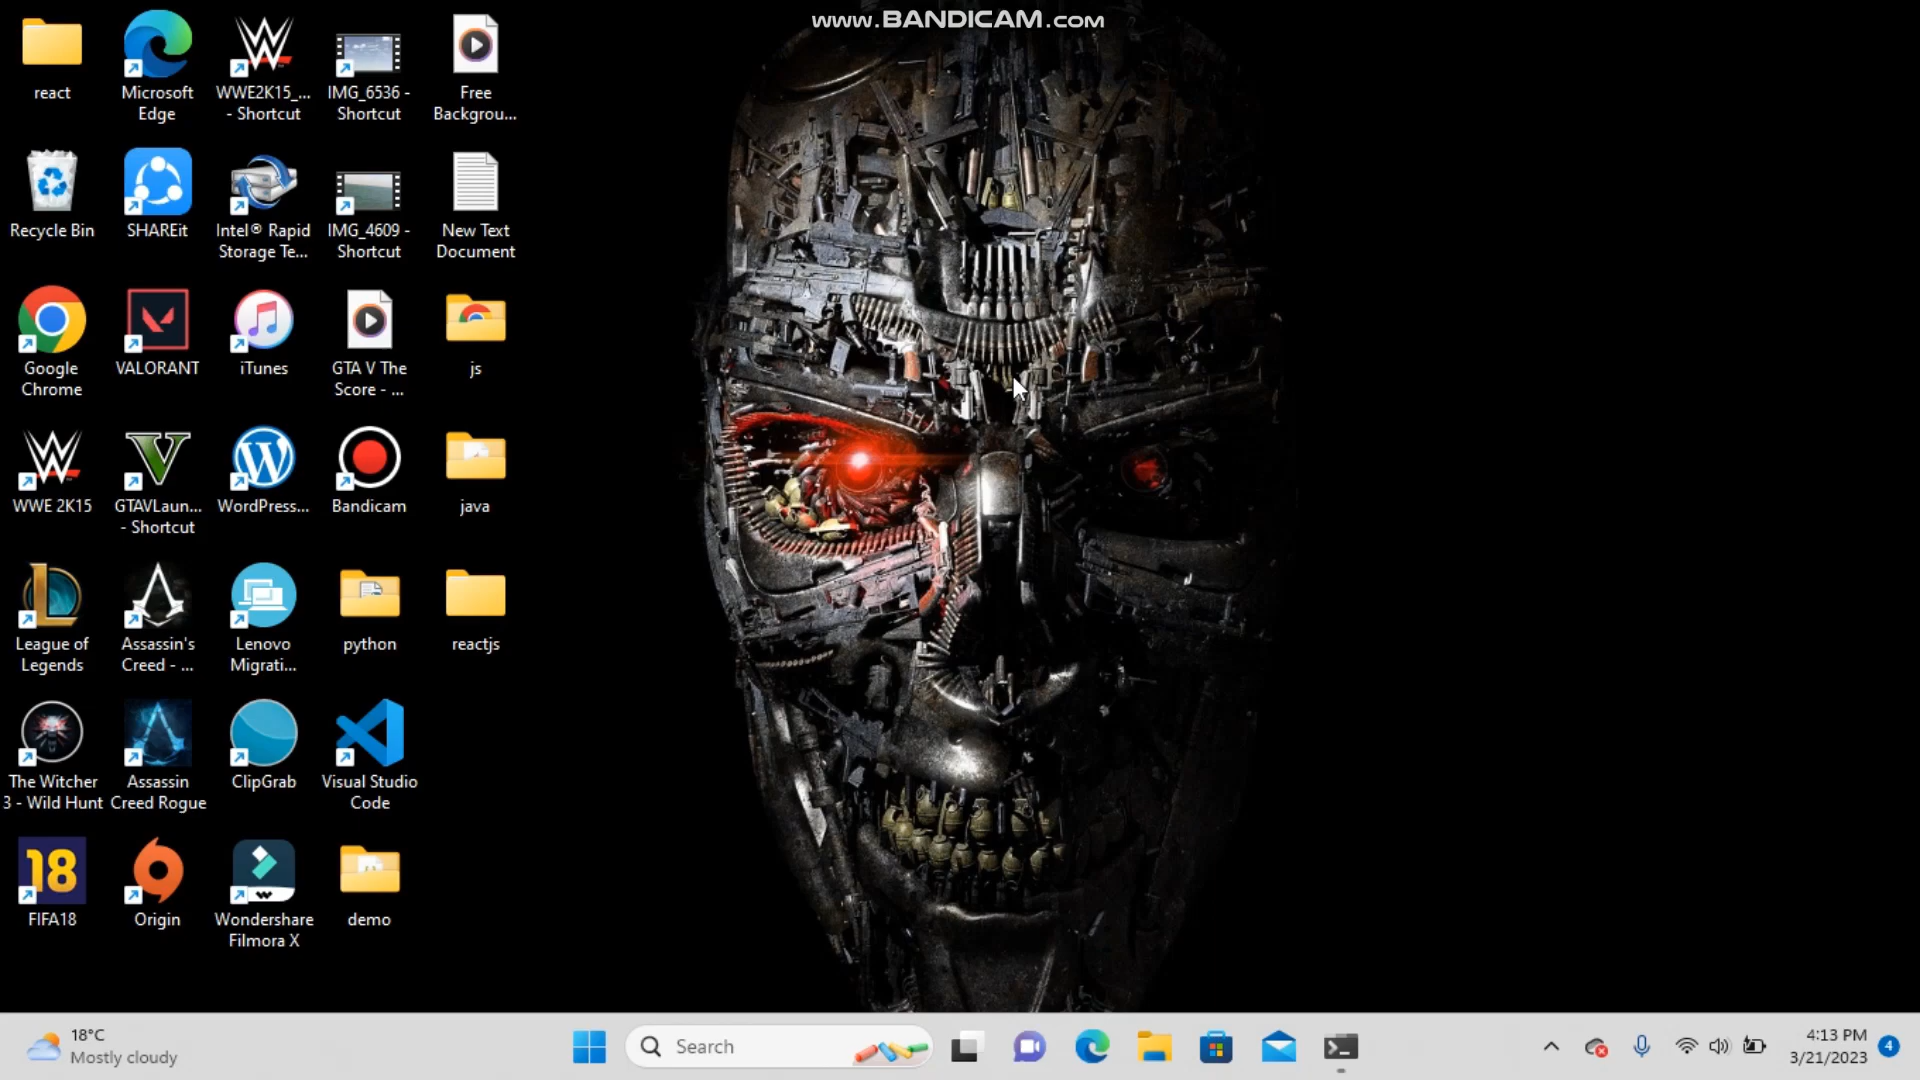 www.BANDICAM.com
react
Microsoft
Edge
WWE2K15_...
- Shortcut
IMG_6536 -
Shortcut
Free
Backgrou...
Recycle Bin
SHAREit
Intel® Rapid
Storage Te...
IMG_4609 -
Shortcut
New Text
Document
Google
Chrome
VALORANT
iTunes
GTA V The
Score - ...
js
WWE 2K15
GTAVLaun...
- Shortcut
WordPress...
Bandicam
java
League of
Legends
Assassin's
Creed - ...
Lenovo
Migrati...
python
reactjs
The Witcher
3 - Wild Hunt
Assassin
Creed Rogue
ClipGrab
Visual Studio
Code
18
FIFA18
Origin
Wondershare
Filmora X
demo
18°C
Mostly cloudy
Search
4:13 PM
3/21/2023
4